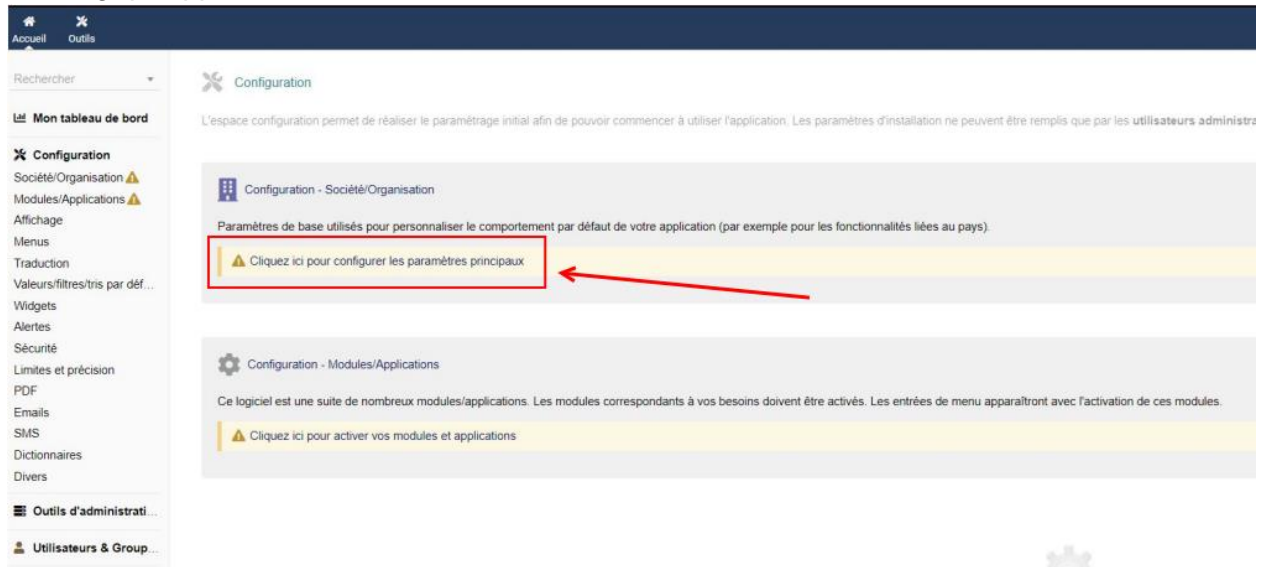 Accueil Outils
Rechercher
Mon tableau de bord
Configuration
Société/Organisation
Modules/Applications
Affichage
Menus
Traduction
Valeurs/filtres/tris par déf...
Widgets
Alertes
Sécurité
Limites et précision
PDF
Emails
SMS
Dictionnaires
Divers
Outils d'administrati...
Utilisateurs & Group...
Configuration
L'espace configuration permet de réaliser le paramétrage initial afin de pouvoir commencer à utiliser l'application. Les paramètres d'installation ne peuvent être remplis que par les utilisateurs administra
Configuration - Société/Organisation
Paramètres de base utilisés pour personnaliser le comportement par défaut de votre application (par exemple pour les fonctionnalités liées au pays).
Cliquez ici pour configurer les paramètres principaux
Configuration - Modules/Applications
Ce logiciel est une suite de nombreux modules/applications. Les modules correspondants à vos besoins doivent être activés. Les entrées de menu apparaîtront avec l'activation de ces modules.
Cliquez ici pour activer vos modules et applications